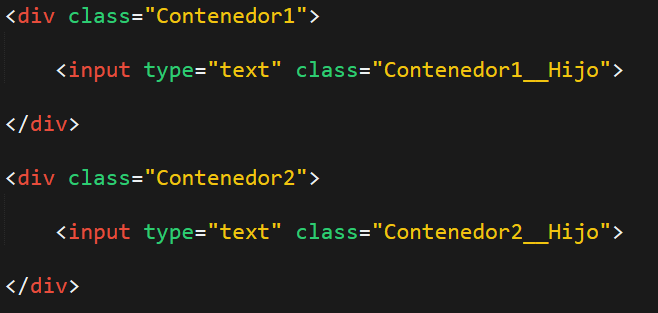 <div class="Contenedor1">
<input type="text" class="Contenedor1__Hijo">
</div>
<div class="Contenedor2">
<input type="text" class="Contenedor2__Hijo">
</div>